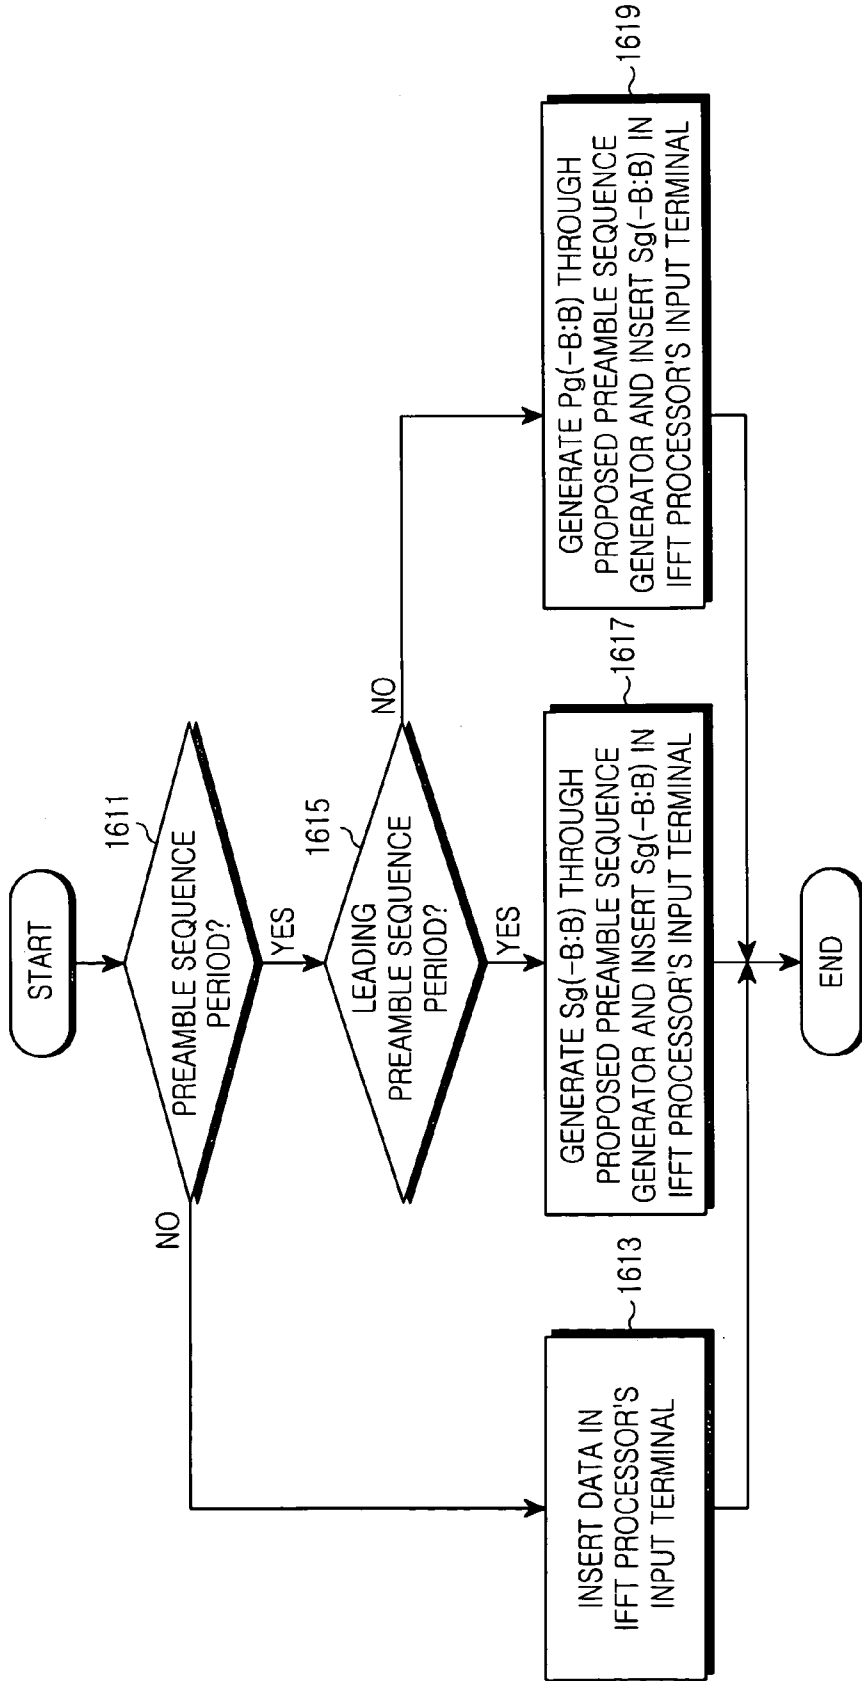 START
1611
PREAMBLE SEQUENCE
PERIOD?
NO
YES
1615
LEADING
PREAMBLE SEQUENCE
PERIOD?
NO
YES
1613
INSERT DATA IN
IFFT PROCESSOR'S
INPUT TERMINAL
1617
GENERATE Sg(-B:B) THROUGH
PROPOSED PREAMBLE SEQUENCE
GENERATOR AND INSERT Sg(-B:B) IN
IFFT PROCESSOR'S INPUT TERMINAL
1619
GENERATE Pg(-B:B) THROUGH
PROPOSED PREAMBLE SEQUENCE
GENERATOR AND INSERT Sg(-B:B) IN
IFFT PROCESSOR'S INPUT TERMINAL
END